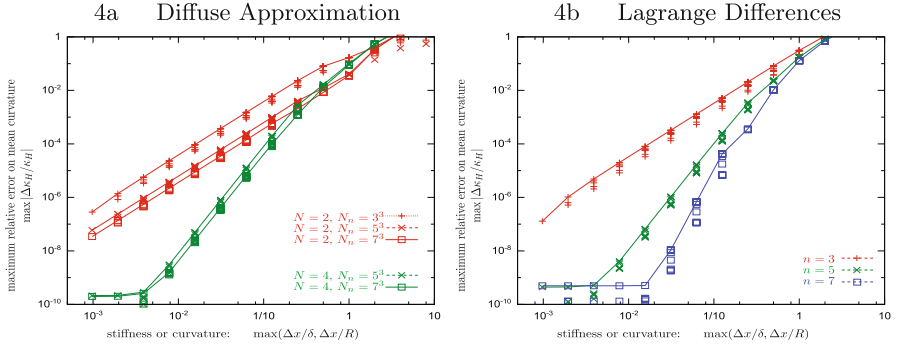 4a Diffuse Approximation
maximum relative error on mean curvature
max |Δκ_H/κ_H|
1
10^-2
10^-4
10^-6
10^-8
10^-10
N = 2, N_n = 3^3
N = 2, N_n = 5^3
N = 2, N_n = 7^3
N = 4, N_n = 5^3
N = 4, N_n = 7^3
10^-3 10^-2 1/10 1 10
stiffness or curvature: max(Δx/δ, Δx/R)
4b Lagrange Differences
maximum relative error on mean curvature
max |Δκ_H/κ_H|
1
10^-2
10^-4
10^-6
10^-8
10^-10
n = 3
n = 5
n = 7
10^-3 10^-2 1/10 1 10
stiffness or curvature: max(Δx/δ, Δx/R)